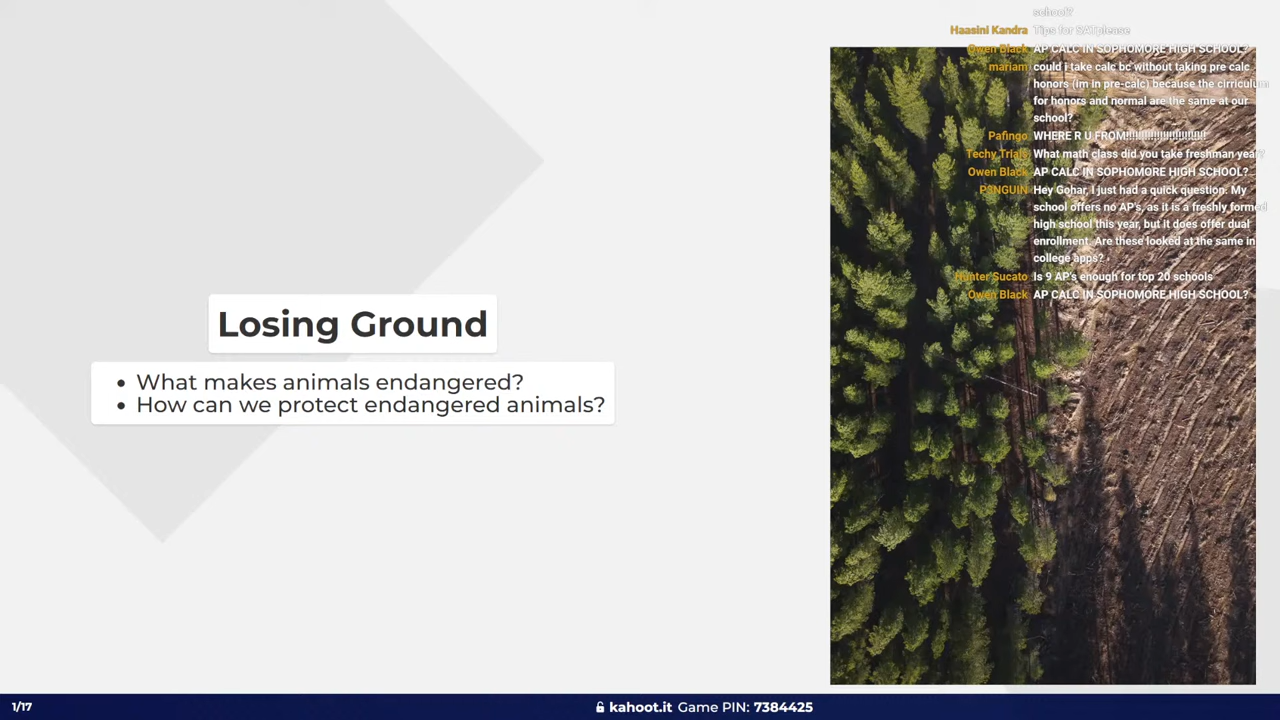 school?
Haasini Kandra Tips for SAT please
Owen Black AP CALC IN SOPHOMORE HIGH SCHOOL?
mariam could i take calc bc without taking pre calc
honors (im in pre-calc) because the cirriculum
for honors and normal are the same at our
school?
Pafingo WHERE R U FROM!!!!!!!!!!!!!!!!!!!!!!!!!
Techy Trials What math class did you take freshman year?
Owen Black AP CALC IN SOPHOMORE HIGH SCHOOL?
P3NGUIN Hey Gohar, I just had a quick question. My
school offers no AP's, as it is a freshly formed
high school this year, but it does offer dual
enrollment. Are these looked at the same in
college apps?
Hunter Sucato Is 9 AP's enough for top 20 schools
Owen Black AP CALC IN SOPHOMORE HIGH SCHOOL?
Losing Ground
• What makes animals endangered?
• How can we protect endangered animals?
1/17
kahoot.it Game PIN: 7384425